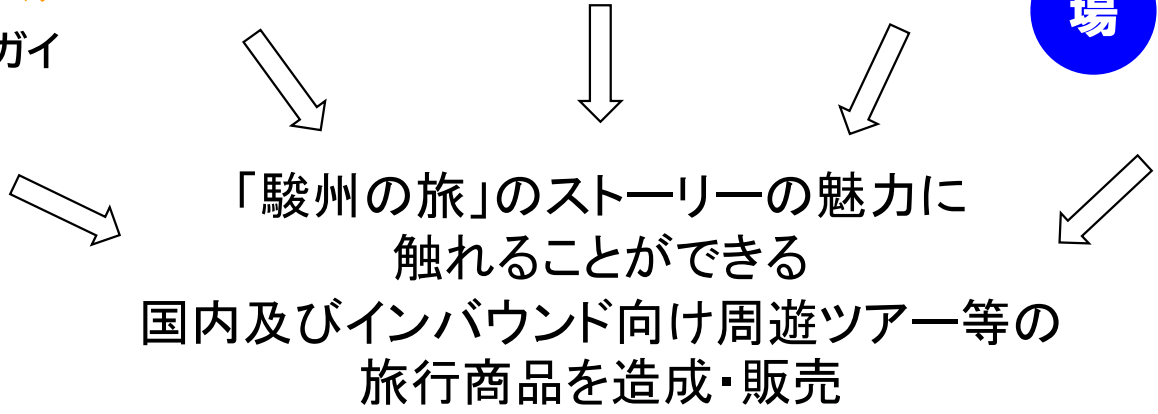 ガイ
場
「駿州の旅」のストーリーの魅力に
触れることができる
国内及びインバウンド向け周遊ツアー等の
旅行商品を造成・販売